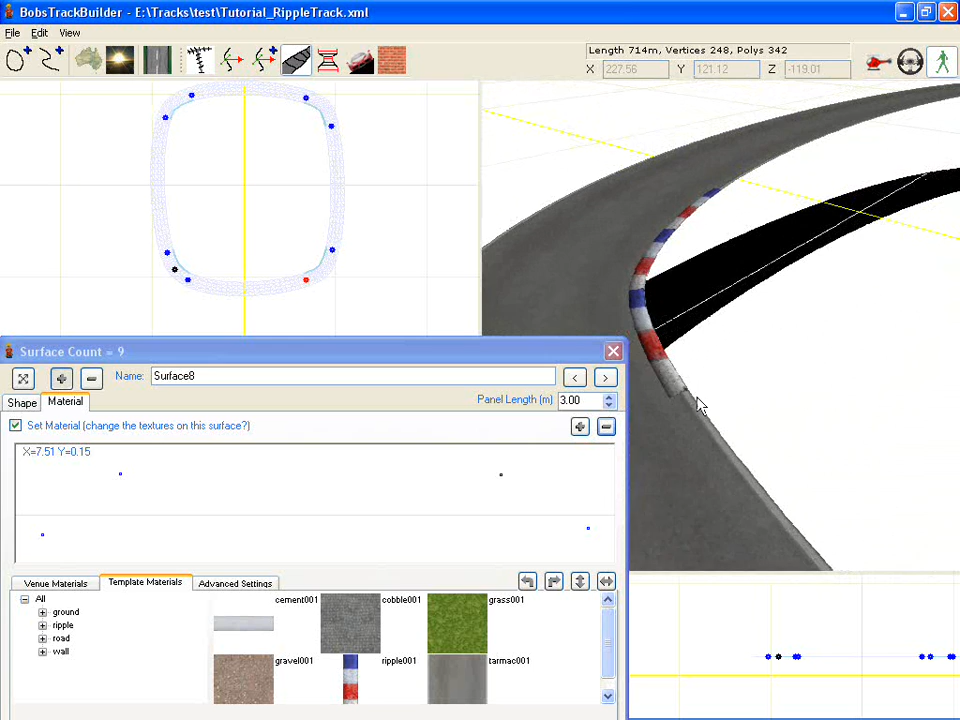 BobsTrackBuilder - E:\Tracks\test\Tutorial_RippleTrack.xml
File Edit View
Length 714m, Vertices 248, Polys 342
X 227.56 Y 121.12 Z -119.01
Surface Count = 9
Name: Surface8 < >
Shape Material Panel Length (m) 3.00
Set Material (change the textures on this surface?)
X=7.51 Y=0.15
Venue Materials Template Materials Advanced Settings
All
ground
ripple
road
wall
cement001 cobble001 grass001
gravel001 ripple001 tarmac001